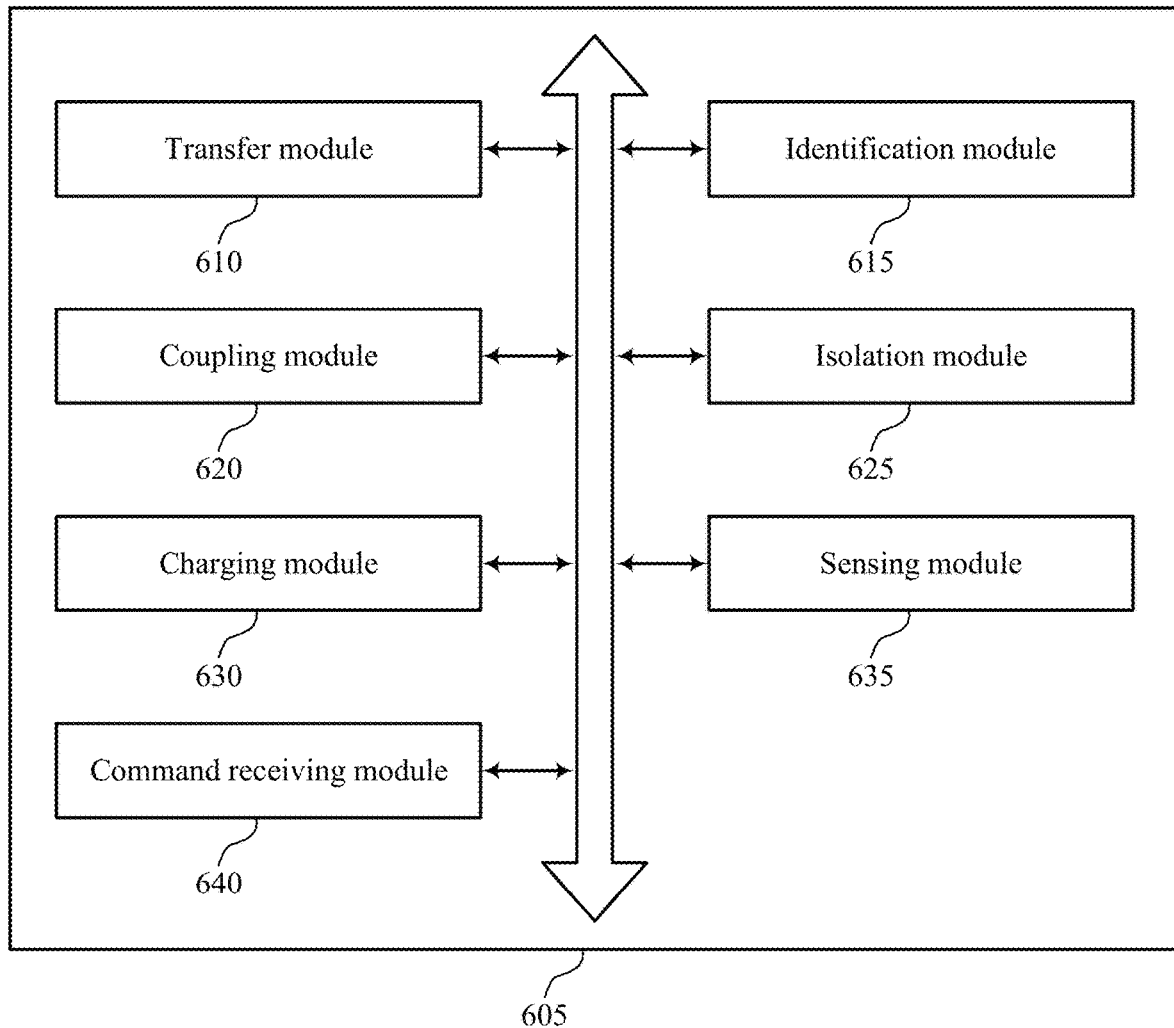 Transfer module
Identification module
610
615
Coupling module
Isolation module
620
625
Charging module
Sensing module
630
635
Command receiving module
640
605